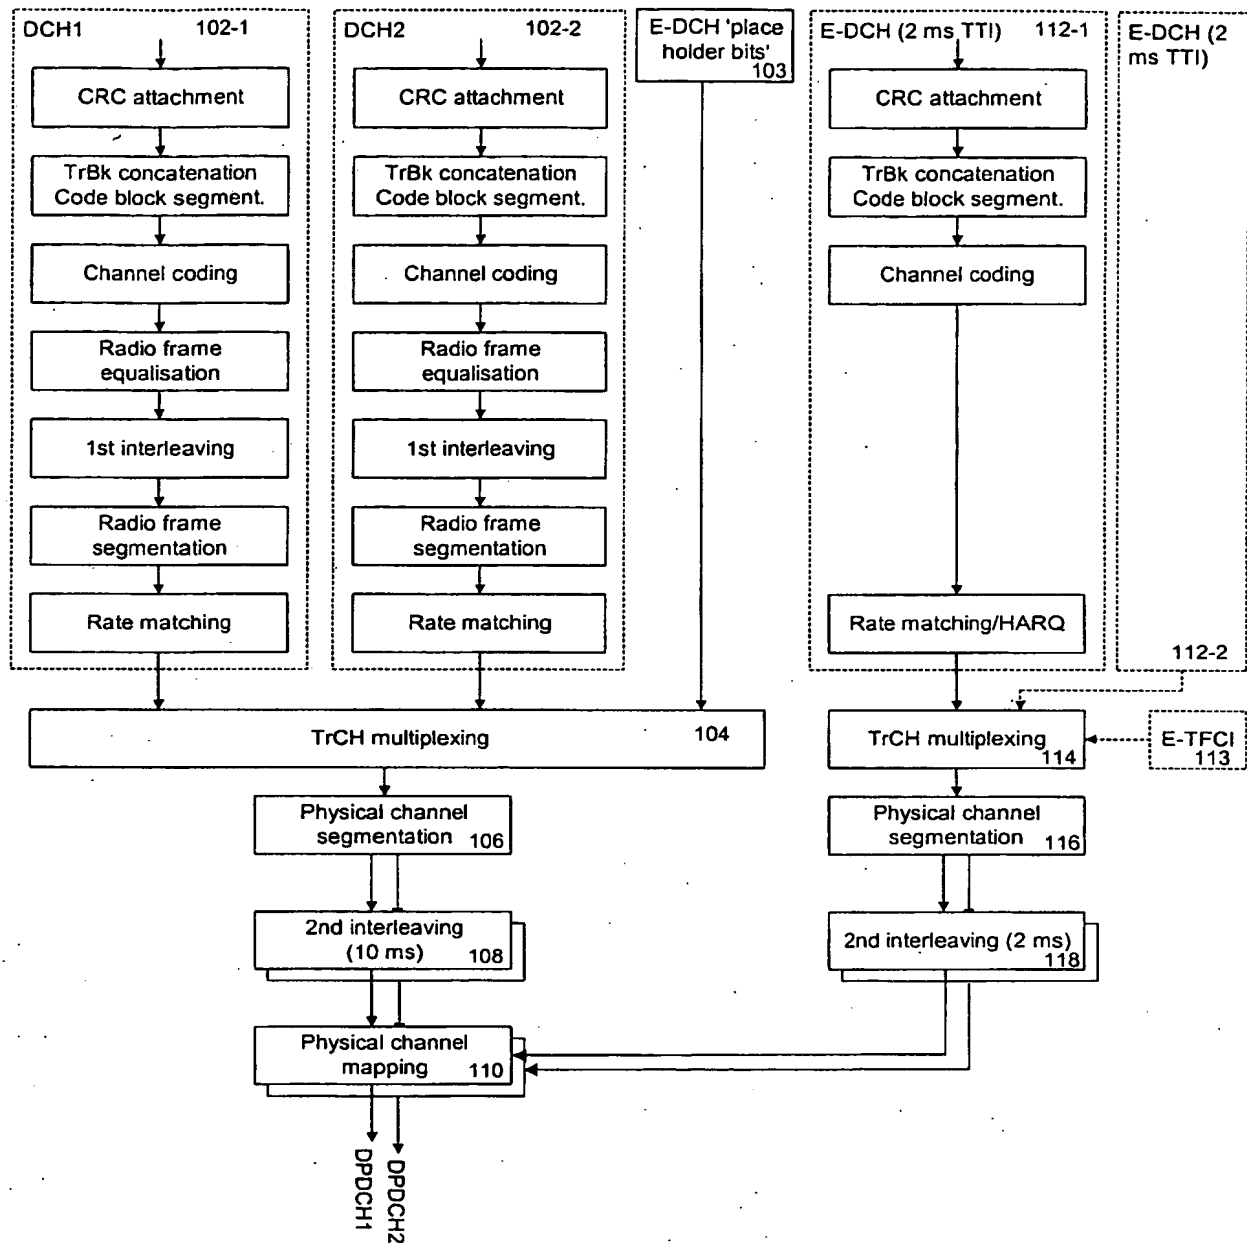 DCH1 102-1
CRC attachment
TrBk concatenation
Code block segment.
Channel coding
Radio frame
equalisation
1st interleaving
Radio frame
segmentation
Rate matching
DCH2 102-2
CRC attachment
TrBk concatenation
Code block segment.
Channel coding
Radio frame
equalisation
1st interleaving
Radio frame
segmentation
Rate matching
E-DCH 'place
holder bits'
103
E-DCH (2 ms TTI) 112-1
CRC attachment
TrBk concatenation
Code block segment.
Channel coding
Rate matching/HARQ
E-DCH (2
ms TTI)
112-2
TrCH multiplexing 104
TrCH multiplexing
114
E-TFCI
113
Physical channel
segmentation 106
Physical channel
segmentation
116
2nd interleaving
(10 ms) 108
2nd interleaving (2 ms)
118
Physical channel
mapping 110
DPDCH1
DPDCH2